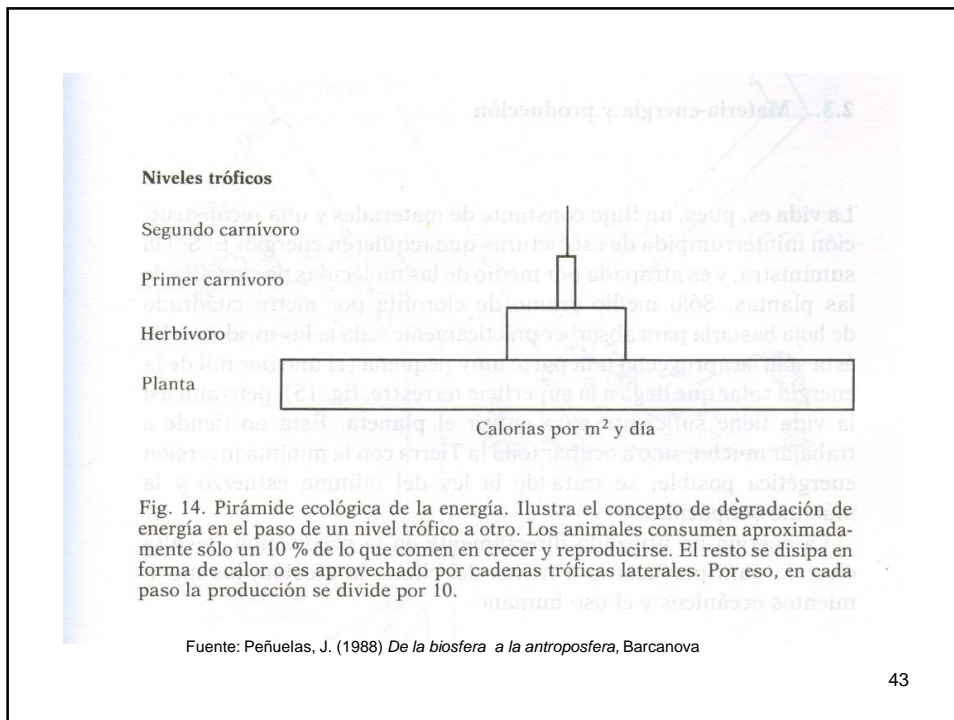 Niveles tróficos
Segundo carnívoro
Primer carnívoro
Herbívoro
Planta
Calorías por m² y día
Fig. 14. Pirámide ecológica de la energía. Ilustra el concepto de degradación de
energía en el paso de un nivel trófico a otro. Los animales consumen aproximada-
mente sólo un 10 % de lo que comen en crecer y reproducirse. El resto se disipa en
forma de calor o es aprovechado por cadenas tróficas laterales. Por eso, en cada
paso la producción se divide por 10.
Fuente: Peñuelas, J. (1988) De la biosfera a la antroposfera, Barcanova
43